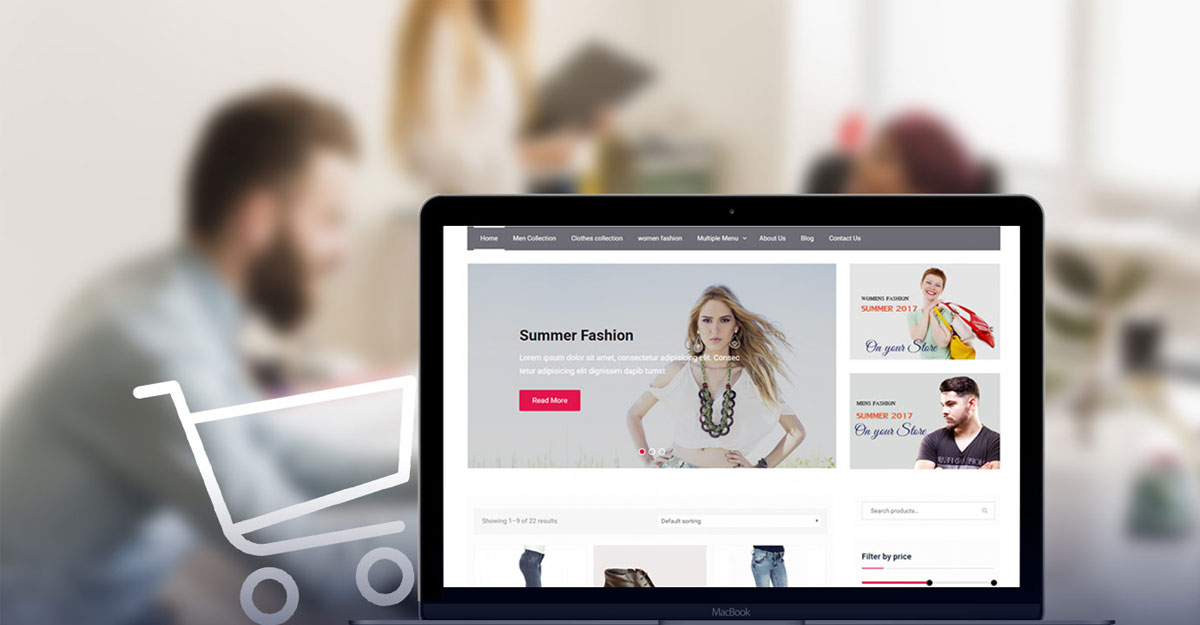 Home Men Collection Clothes collection women fashion Multiple Menu About Us Blog Contact Us
Summer Fashion
Lorem ipsum dolor sit amet, consectetur adipisicing elit. Consec
tetur adipisicing elit dignissim dapib tumst
Read More
WOMENS FASHION
SUMMER 2017
On your Store
MENS FASHION
SUMMER 2017
On your Store
Showing 1–9 of 22 results
Default sorting
Search products...
Filter by price
MacBook